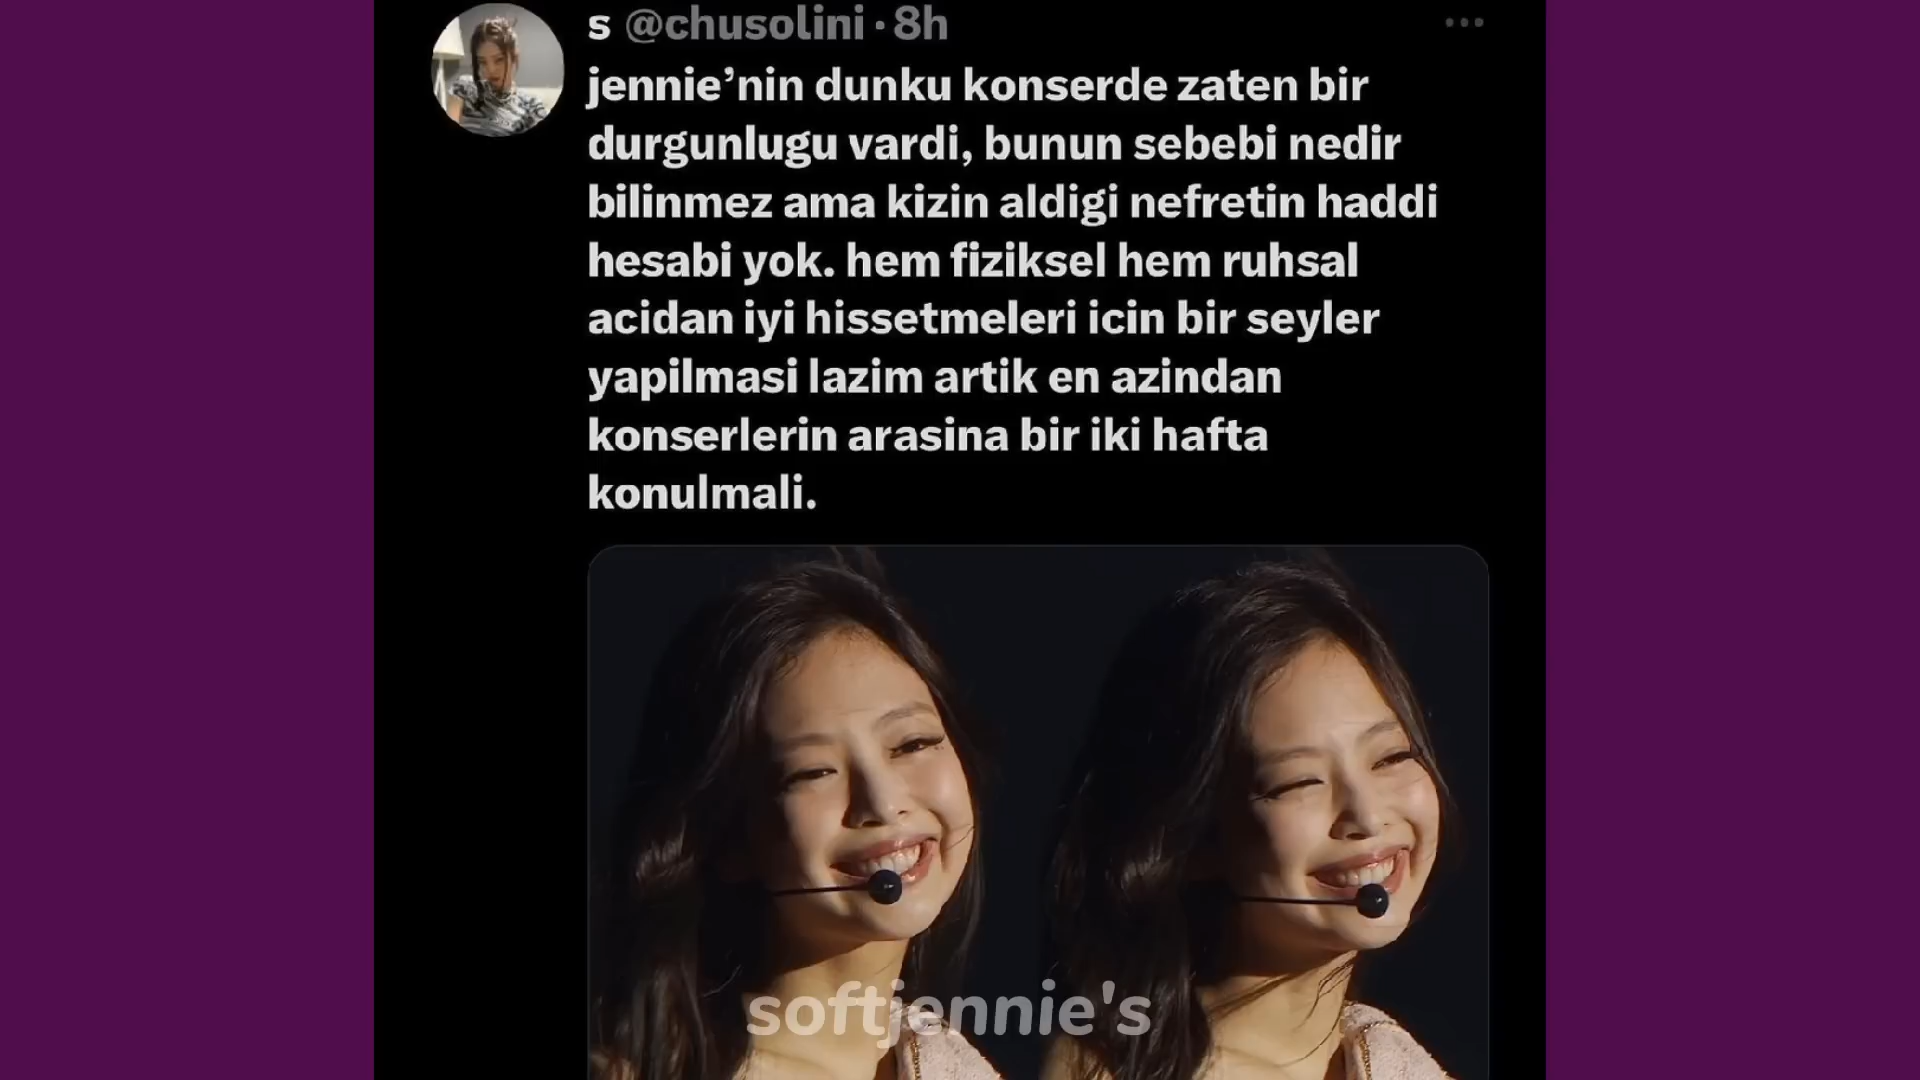 s @chusolini · 8h
jennie’nin dunku konserde zaten bir
durgunlugu vardi, bunun sebebi nedir
bilinmez ama kizin aldigi nefretin haddi
hesabi yok. hem fiziksel hem ruhsal
acidan iyi hissetmeleri icin bir seyler
yapilmasi lazim artik en azindan
konserlerin arasina bir iki hafta
konulmali.
softjennie's